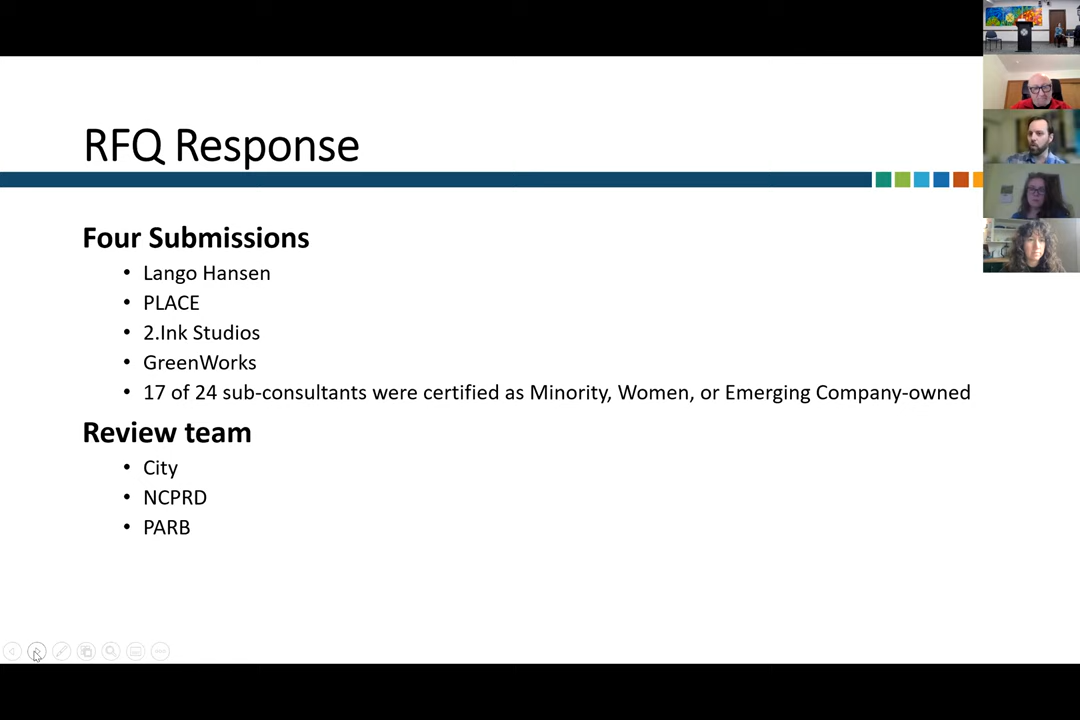 RFQ Response
Four Submissions
• Lango Hansen
• PLACE
• 2.Ink Studios
• GreenWorks
• 17 of 24 sub-consultants were certified as Minority, Women, or Emerging Company-owned
Review team
• City
• NCPRD
• PARB